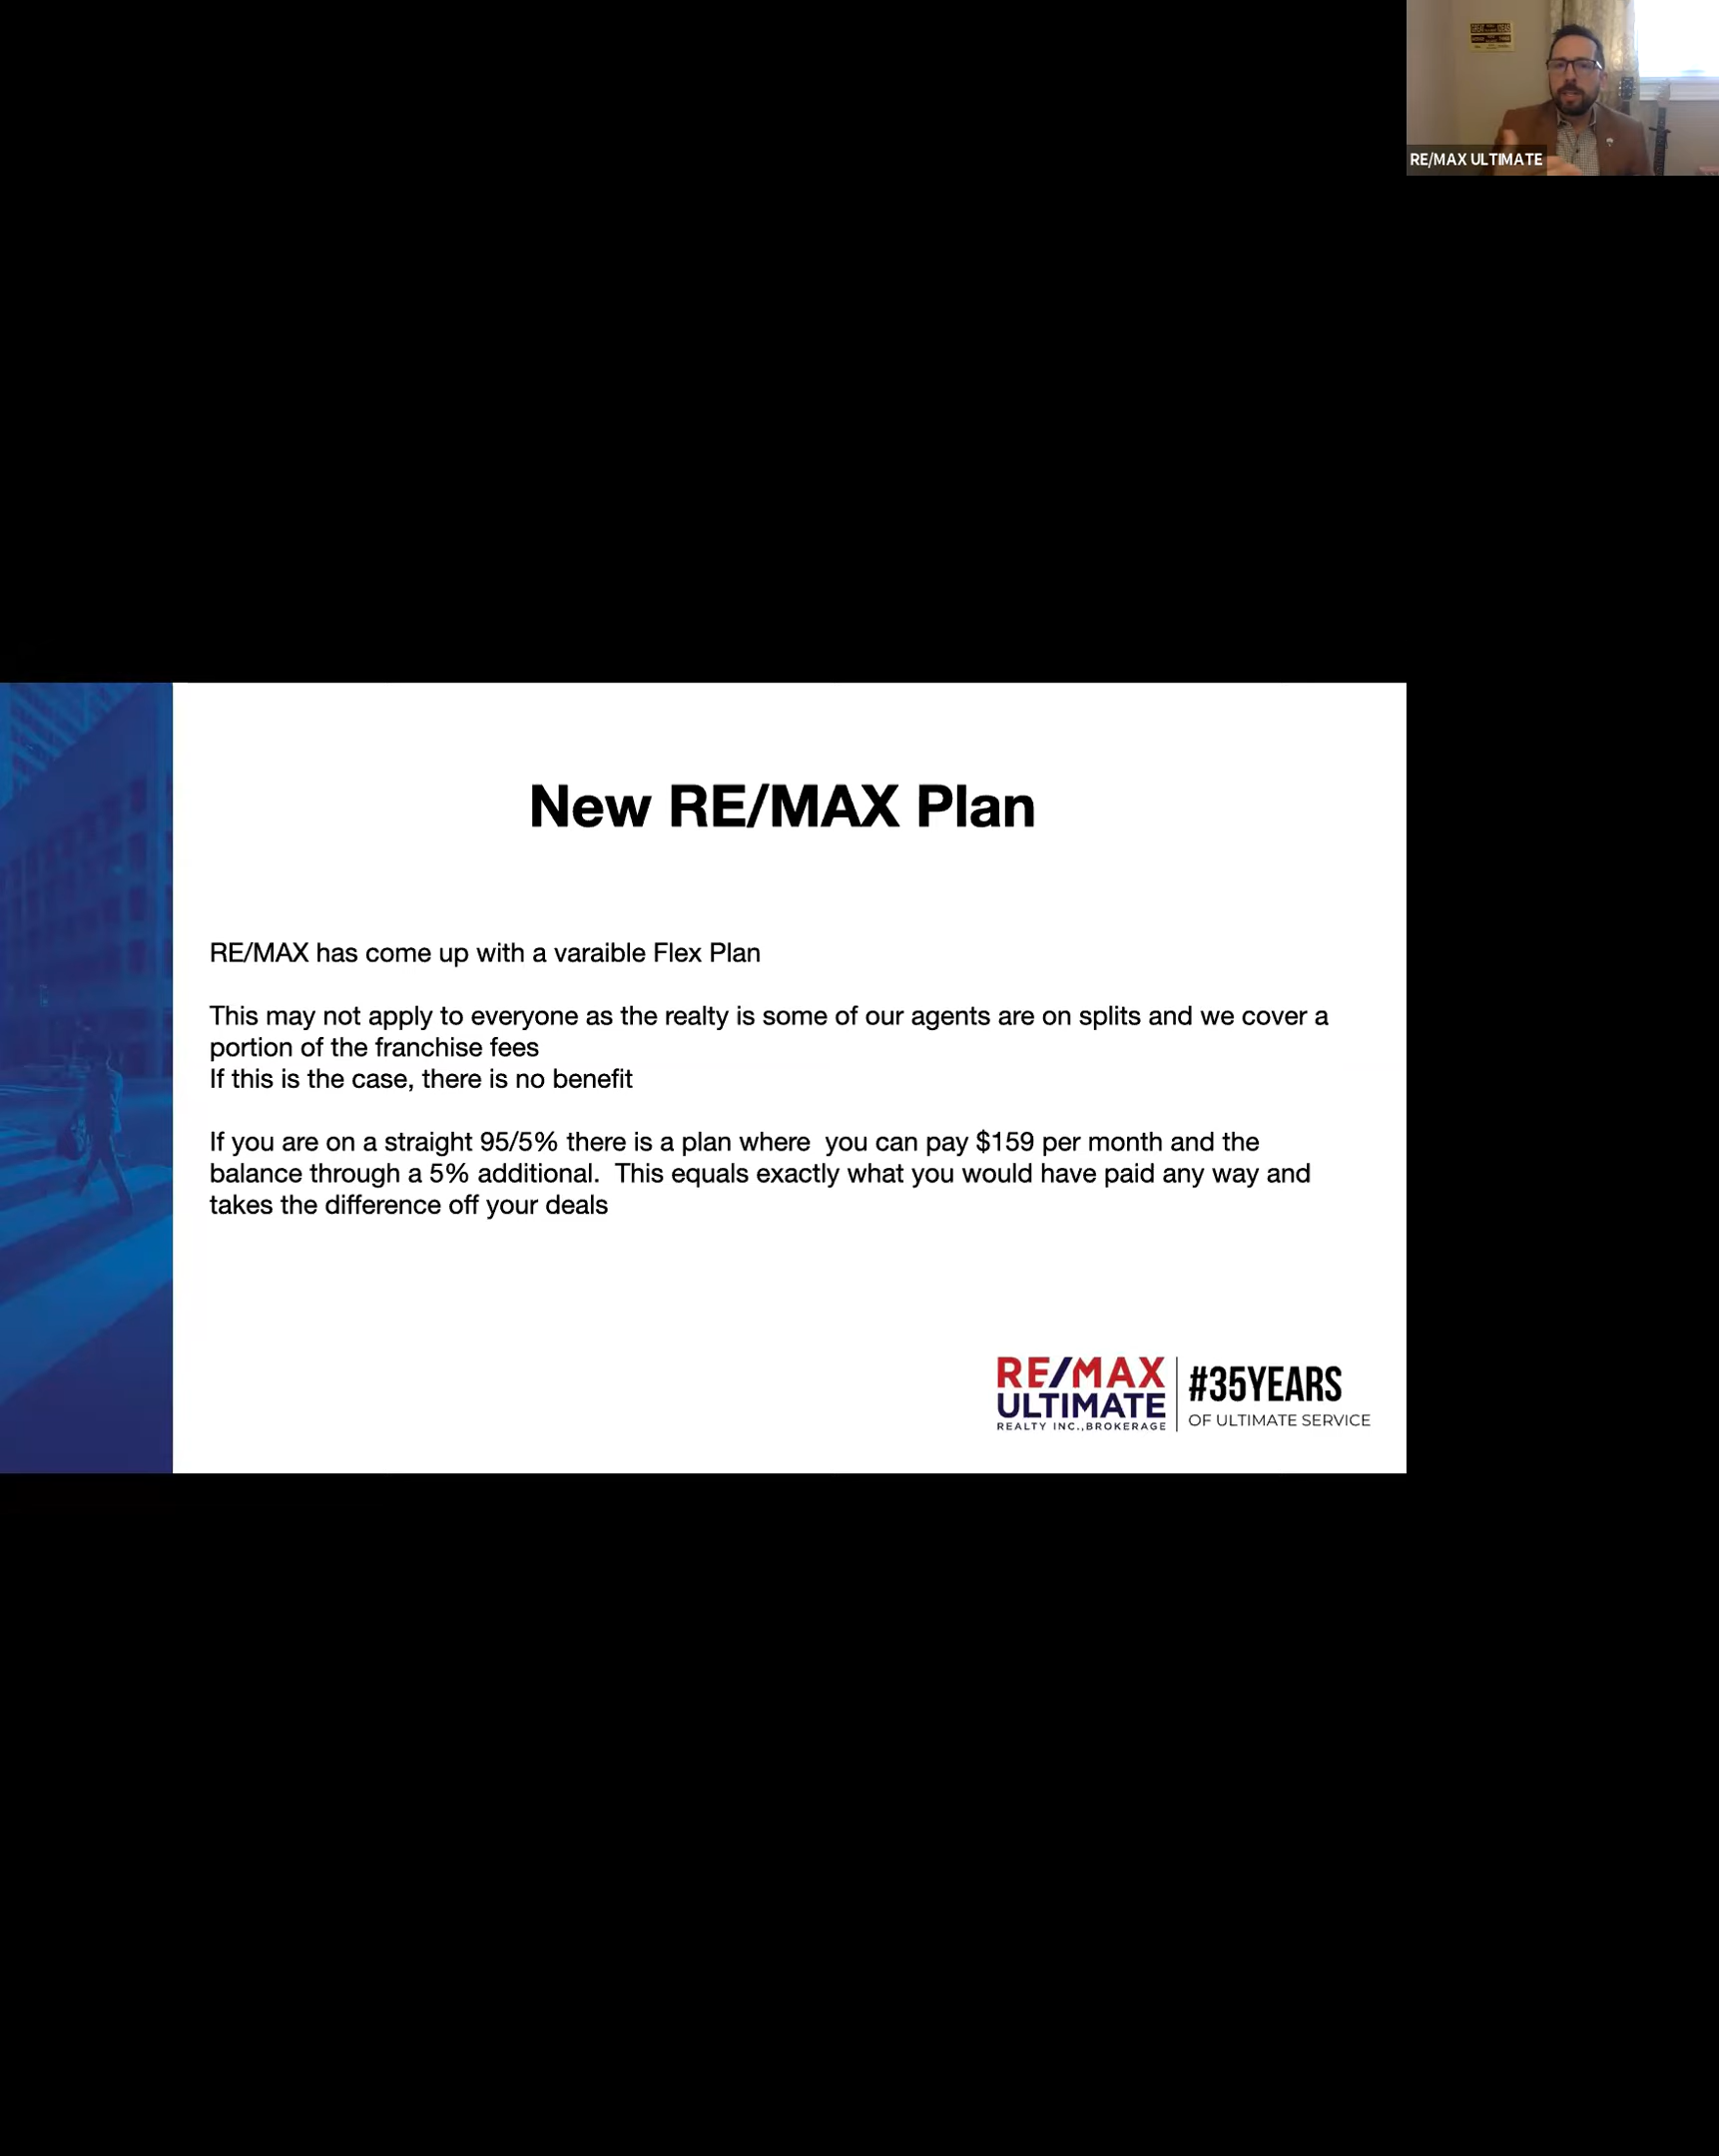 RE/MAX ULTIMATE
New RE/MAX Plan
RE/MAX has come up with a varaible Flex Plan
This may not apply to everyone as the realty is some of our agents are on splits and we cover a
portion of the franchise fees
If this is the case, there is no benefit
If you are on a straight 95/5% there is a plan where  you can pay $159 per month and the
balance through a 5% additional.  This equals exactly what you would have paid any way and
takes the difference off your deals
RE/MAX
ULTIMATE
REALTY INC., BROKERAGE
#35YEARS
OF ULTIMATE SERVICE